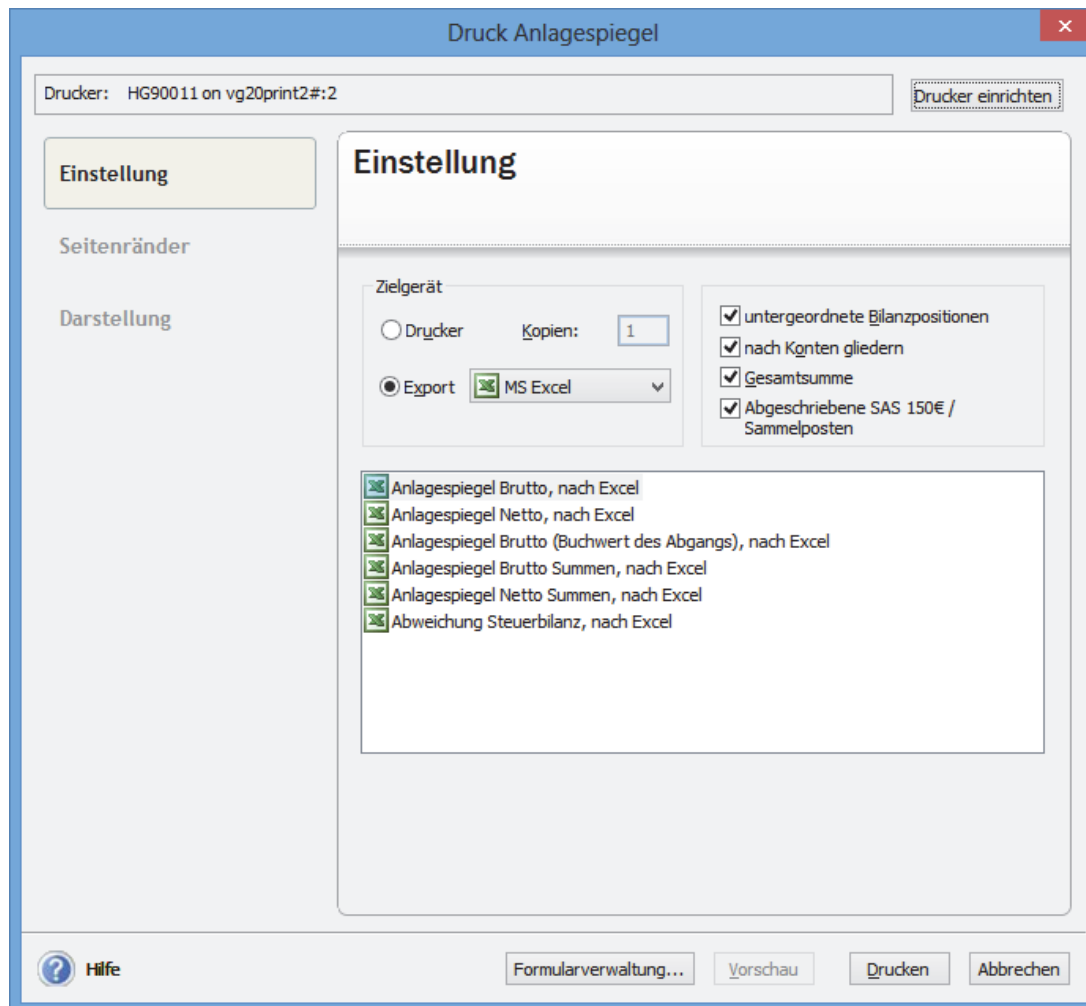 Druck Anlagespiegel
Drucker: HG90011 on vg20print2#:2
Drucker einrichten
Einstellung
Seitenränder
Darstellung
Einstellung
Zielgerät
Drucker Kopien: 1
Export MS Excel
untergeordnete Bilanzpositionen
nach Konten gliedern
Gesamtsumme
Abgeschriebene SAS 150€ /
Sammelposten
Anlagespiegel Brutto, nach Excel
Anlagespiegel Netto, nach Excel
Anlagespiegel Brutto (Buchwert des Abgangs), nach Excel
Anlagespiegel Brutto Summen, nach Excel
Anlagespiegel Netto Summen, nach Excel
Abweichung Steuerbilanz, nach Excel
Hilfe
Formularverwaltung...
Vorschau
Drucken
Abbrechen